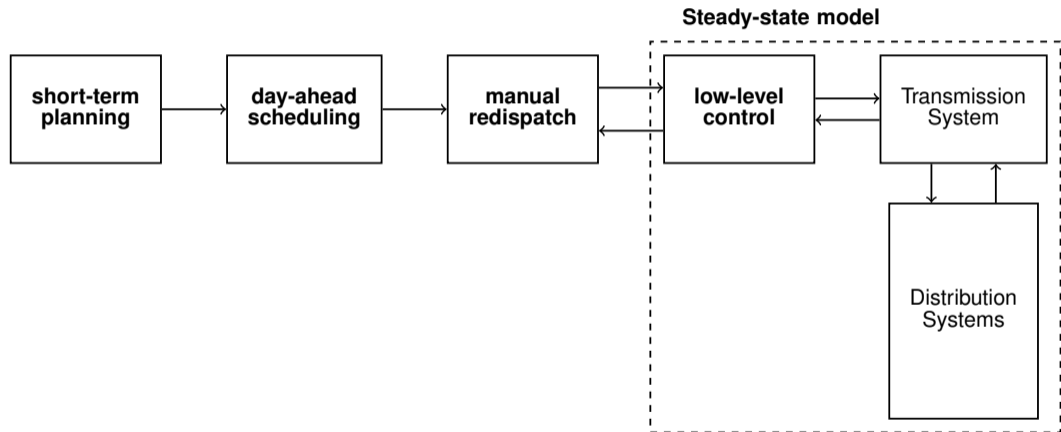 Steady-state model
short-term
planning
day-ahead
scheduling
manual
redispatch
low-level
control
Transmission
System
Distribution
Systems